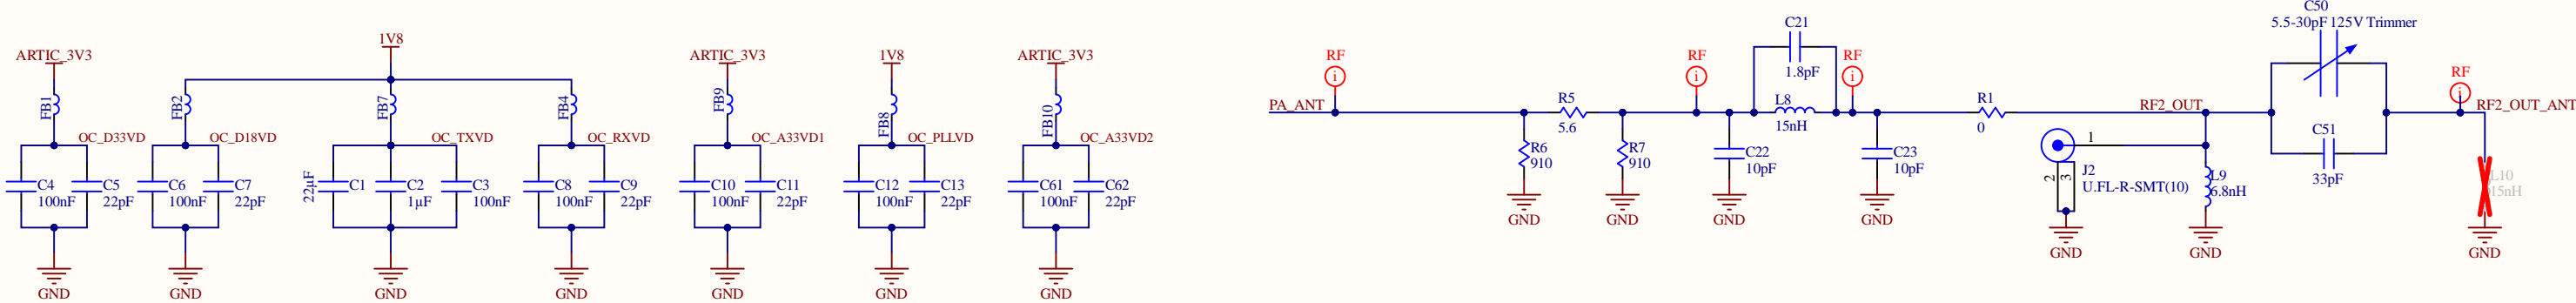 ARTIC_3V3
FB1
OC_D33VD
C4
100nF
C5
22pF
GND
1V8
FB2
OC_D18VD
C6
100nF
C7
22pF
GND
FB7
OC_TXVD
22µF
C1
C2
1µF
C3
100nF
GND
FB4
OC_RXVD
C8
100nF
C9
22pF
GND
ARTIC_3V3
FB9
OC_A33VD1
C10
100nF
C11
22pF
GND
1V8
FB8
OC_PLLVD
C12
100nF
C13
22pF
GND
ARTIC_3V3
FB10
OC_A33VD2
C61
100nF
C62
22pF
GND
PA_ANT
RF
i
R6
910
GND
R5
5.6
R7
910
GND
RF
i
C22
10pF
GND
C21
1.8pF
L8
15nH
RF
i
C23
10pF
GND
R1
0
RF2_OUT
1
2
3
J2
U.FL-R-SMT(10)
GND
L9
6.8nH
GND
C50
5.5-30pF 125V Trimmer
C51
33pF
RF
i
RF2_OUT_ANT
L10
15nH
GND